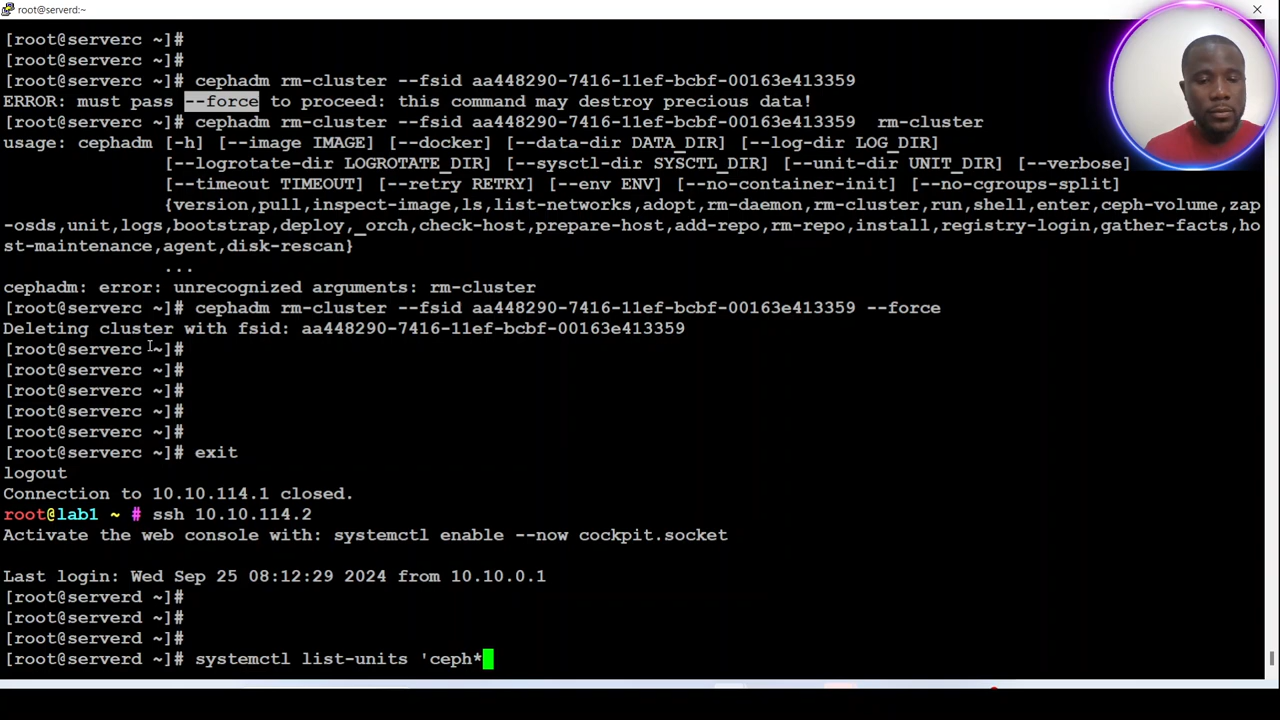 root@serverd:~
[root@serverc ~]#
[root@serverc ~]#
[root@serverc ~]# cephadm rm-cluster --fsid aa448290-7416-11ef-bcbf-00163e413359
ERROR: must pass --force to proceed: this command may destroy precious data!
[root@serverc ~]# cephadm rm-cluster --fsid aa448290-7416-11ef-bcbf-00163e413359  rm-cluster
usage: cephadm [-h] [--image IMAGE] [--docker] [--data-dir DATA_DIR] [--log-dir LOG_DIR]
[--logrotate-dir LOGROTATE_DIR] [--sysctl-dir SYSCTL_DIR] [--unit-dir UNIT_DIR] [--verbose]
[--timeout TIMEOUT] [--retry RETRY] [--env ENV] [--no-container-init] [--no-cgroups-split]
{version,pull,inspect-image,ls,list-networks,adopt,rm-daemon,rm-cluster,run,shell,enter,ceph-volume,zap
-osds,unit,logs,bootstrap,deploy,_orch,check-host,prepare-host,add-repo,rm-repo,install,registry-login,gather-facts,ho
st-maintenance,agent,disk-rescan}
...
cephadm: error: unrecognized arguments: rm-cluster
[root@serverc ~]# cephadm rm-cluster --fsid aa448290-7416-11ef-bcbf-00163e413359 --force
Deleting cluster with fsid: aa448290-7416-11ef-bcbf-00163e413359
[root@serverc ~]#
[root@serverc ~]#
[root@serverc ~]#
[root@serverc ~]#
[root@serverc ~]#
[root@serverc ~]# exit
logout
Connection to 10.10.114.1 closed.
root@lab1 ~ # ssh 10.10.114.2
Activate the web console with: systemctl enable --now cockpit.socket
Last login: Wed Sep 25 08:12:29 2024 from 10.10.0.1
[root@serverd ~]#
[root@serverd ~]#
[root@serverd ~]#
[root@serverd ~]# systemctl list-units 'ceph*